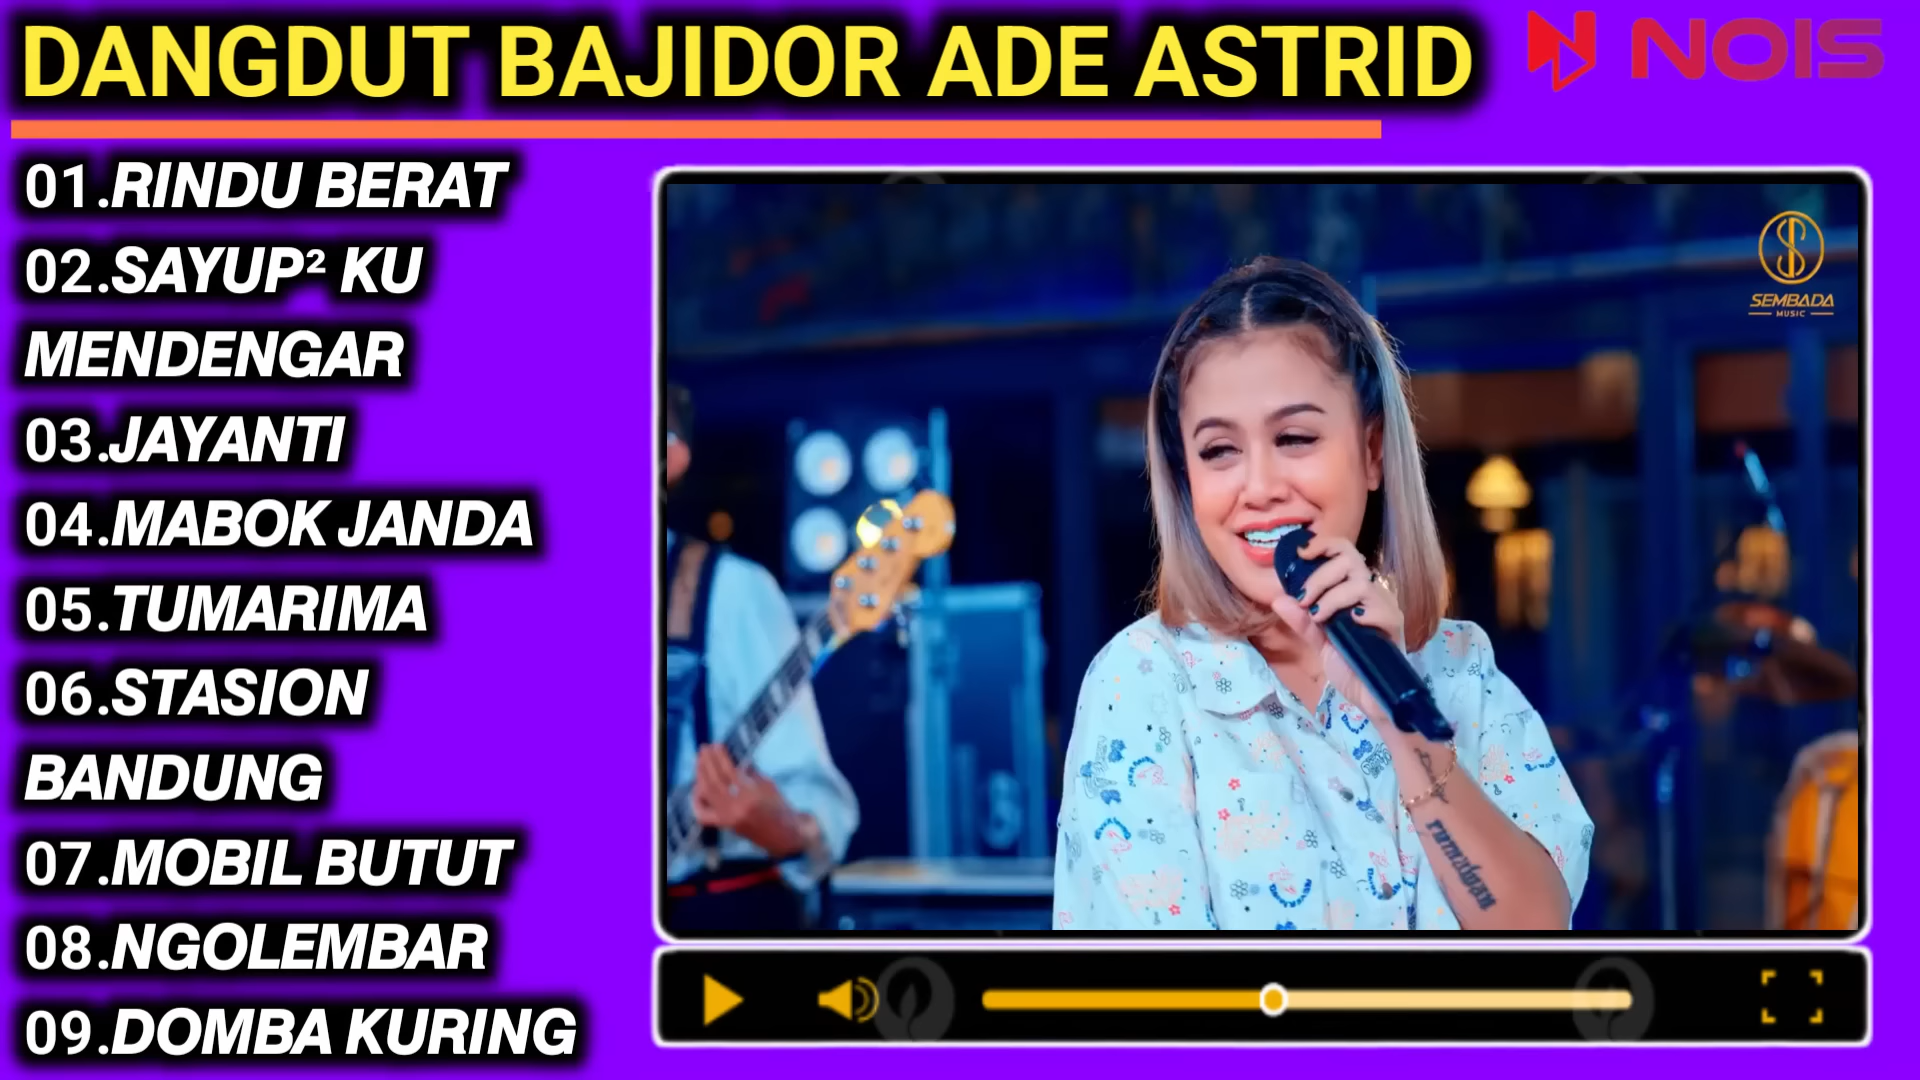 DANGDUT BAJIDOR ADE ASTRID
NOIS
01.RINDU BERAT
02.SAYUP² KU
MENDENGAR
03.JAYANTI
04.MABOK JANDA
05.TUMARIMA
06.STASION
BANDUNG
07.MOBIL BUTUT
08.NGOLEMBAR
09.DOMBA KURING
SEMBADA
MUSIC